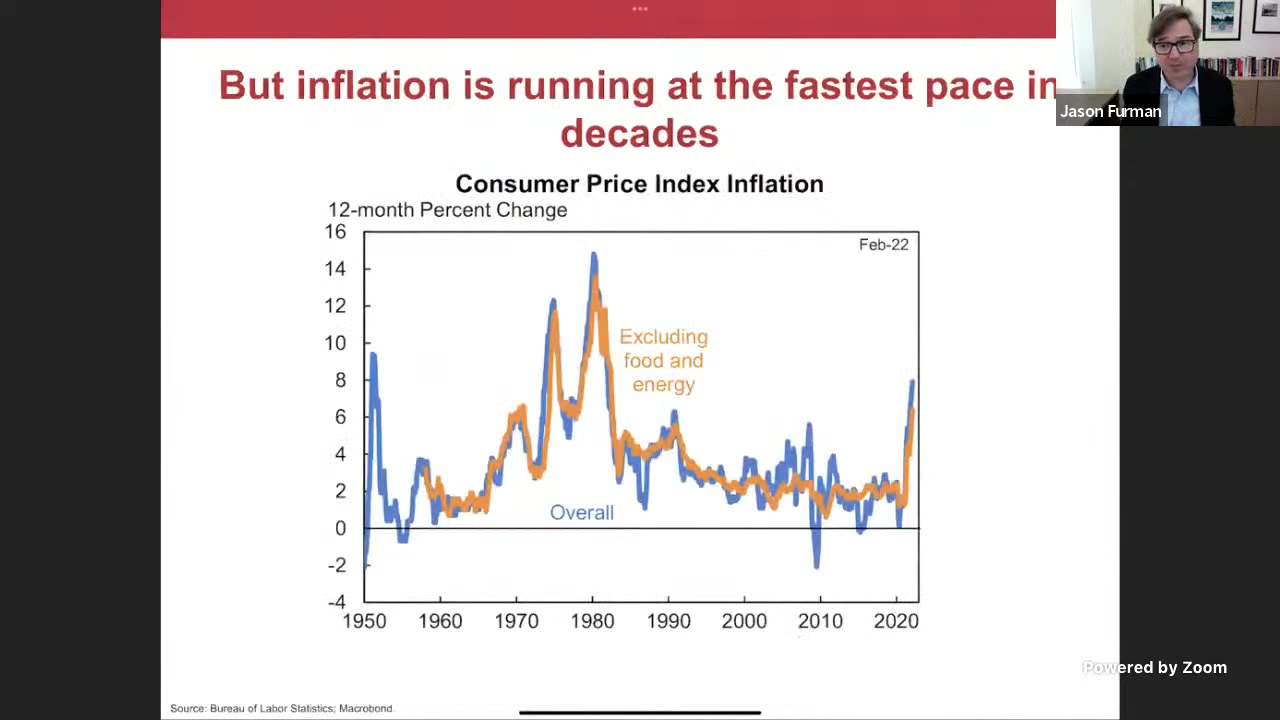 But inflation is running at the fastest pace in
decades
Jason Furman
Consumer Price Index Inflation
12-month Percent Change
16
14
12
10
8
6
4
2
0
-2
-4
Feb-22
Excluding
food and
energy
Overall
1950 1960 1970 1980 1990 2000 2010 2020
Powered by Zoom
Source: Bureau of Labor Statistics; Macrobond.